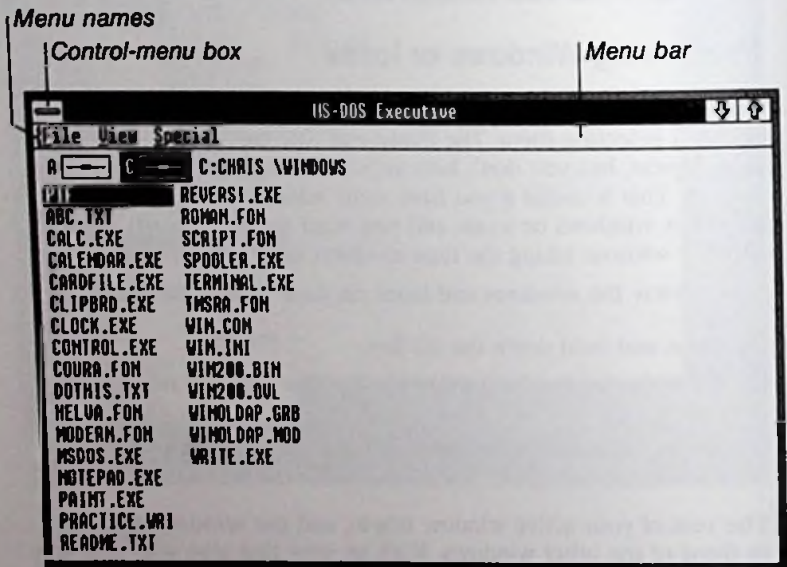 Menu names
Control-menu box
Menu bar
MS-DOS Executive
File View Special
A C C:CHRIS \WINDOWS
PIF REVERSI.EXE
ABC.TXT ROMAN.FON
CALC.EXE SCRIPT.FON
CALENDAR.EXE SPOOLER.EXE
CARDFILE.EXE TERMINAL.EXE
CLIPBRD.EXE TMSRA.FON
CLOCK.EXE WIN.COM
CONTROL.EXE WIN.INI
COURA.FON WIN200.BIN
DOTHIS.TXT WIN200.OVL
HELVA.FON WINOLDAP.GRB
MODERN.FON WINOLDAP.MOD
MSDOS.EXE WRITE.EXE
NOTEPAD.EXE
PAINT.EXE
PRACTICE.WRI
README.TXT